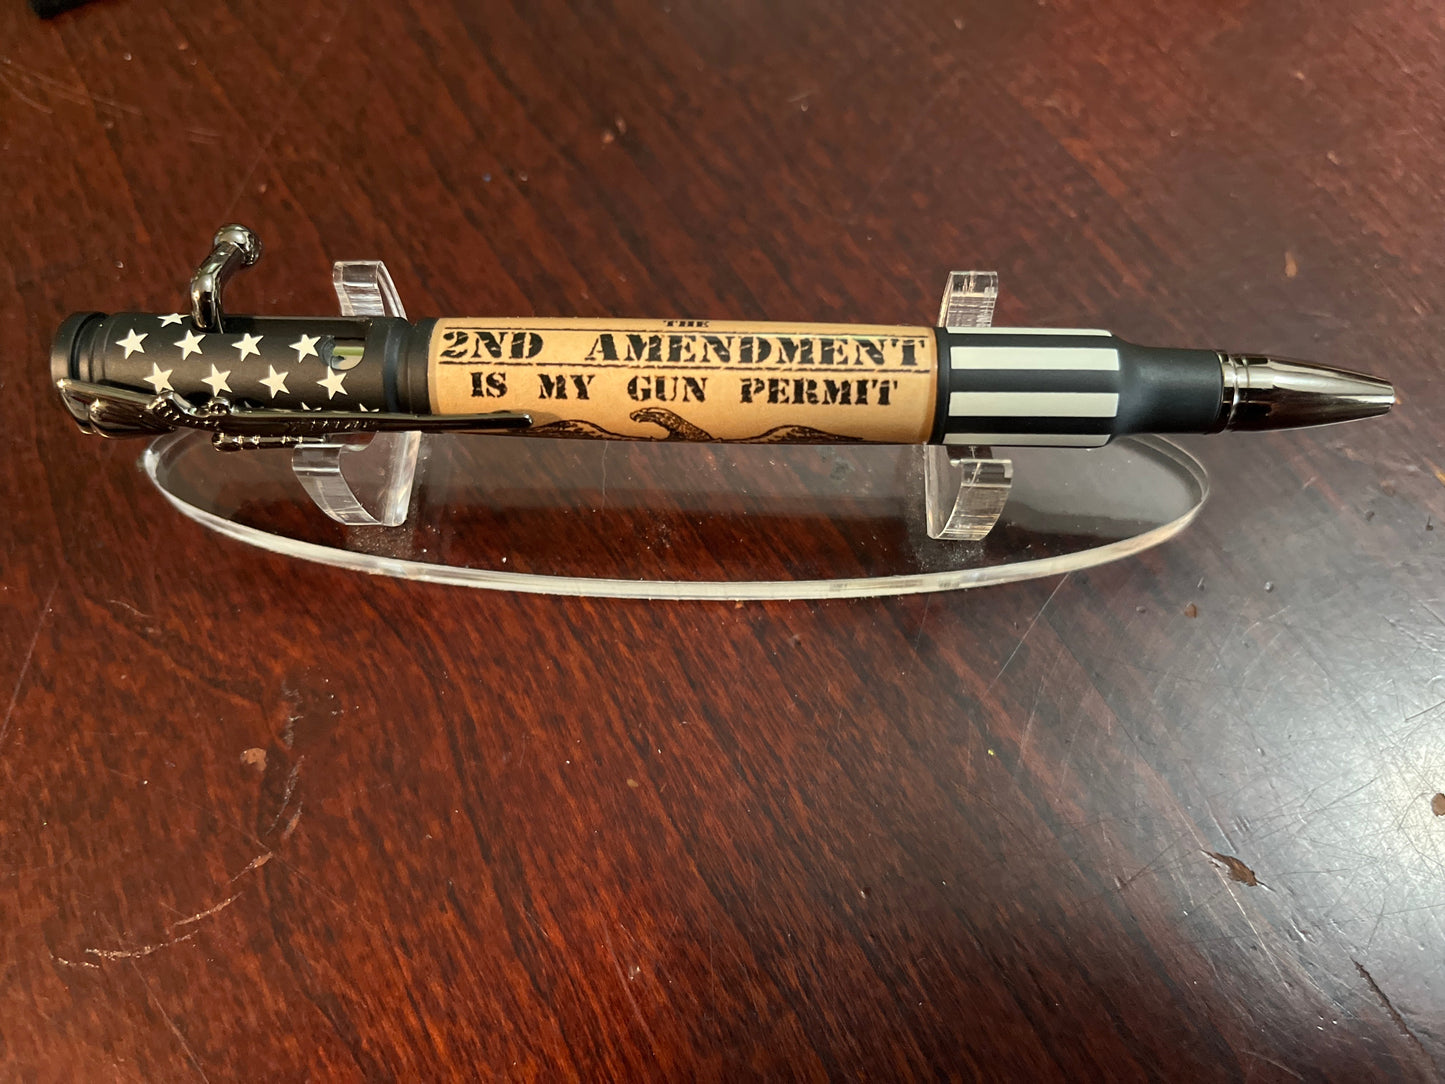 THE
2ND AMENDMENT
IS MY GUN PERMIT